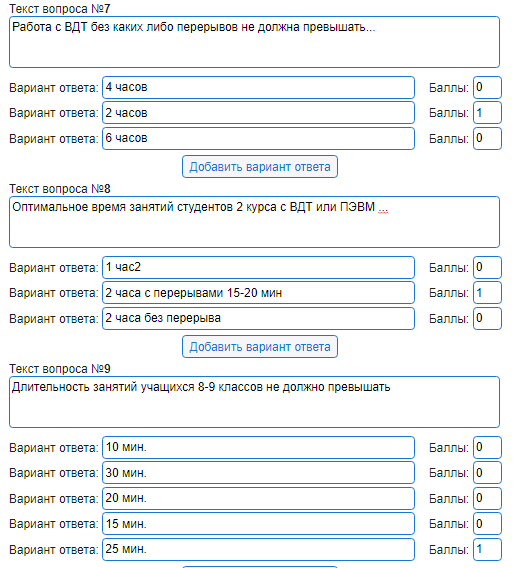 Текст вопроса №7
Работа с ВДТ без каких либо перерывов не должна превышать...
Вариант ответа: 4 часов Баллы: 0
Вариант ответа: 2 часов Баллы: 1
Вариант ответа: 6 часов Баллы: 0
Добавить вариант ответа
Текст вопроса №8
Оптимальное время занятий студентов 2 курса с ВДТ или ПЭВМ ...
Вариант ответа: 1 час2 Баллы: 0
Вариант ответа: 2 часа с перерывами 15-20 мин Баллы: 1
Вариант ответа: 2 часа без перерыва Баллы: 0
Добавить вариант ответа
Текст вопроса №9
Длительность занятий учащихся 8-9 классов не должно превышать
Вариант ответа: 10 мин. Баллы: 0
Вариант ответа: 30 мин. Баллы: 0
Вариант ответа: 20 мин. Баллы: 0
Вариант ответа: 15 мин. Баллы: 0
Вариант ответа: 25 мин. Баллы: 1